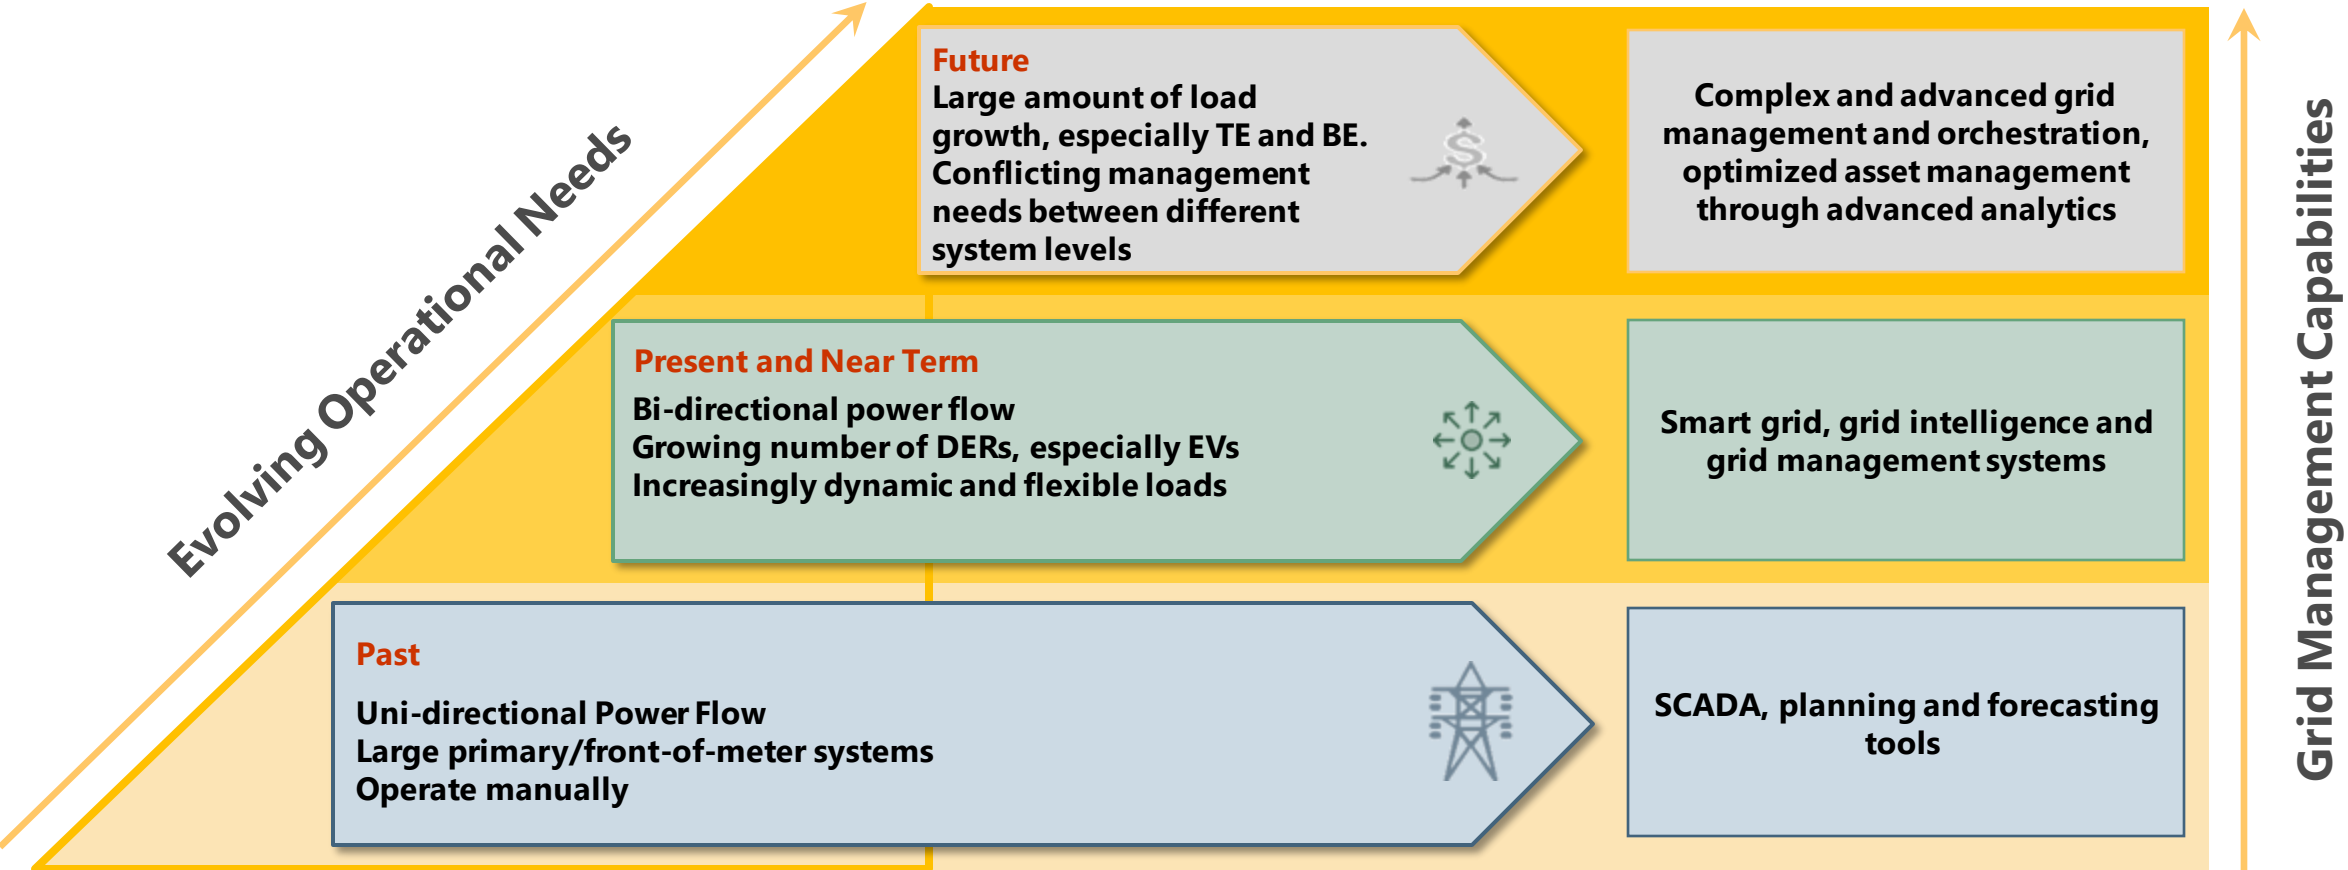 Evolving Operational Needs
Future
Large amount of load
growth, especially TE and BE.
Conflicting management
needs between different
system levels
Complex and advanced grid
management and orchestration,
optimized asset management
through advanced analytics
Present and Near Term
Bi-directional power flow
Growing number of DERs, especially EVs
Increasingly dynamic and flexible loads
Smart grid, grid intelligence and
grid management systems
Past
Uni-directional Power Flow
Large primary/front-of-meter systems
Operate manually
SCADA, planning and forecasting
tools
Grid Management Capabilities
$